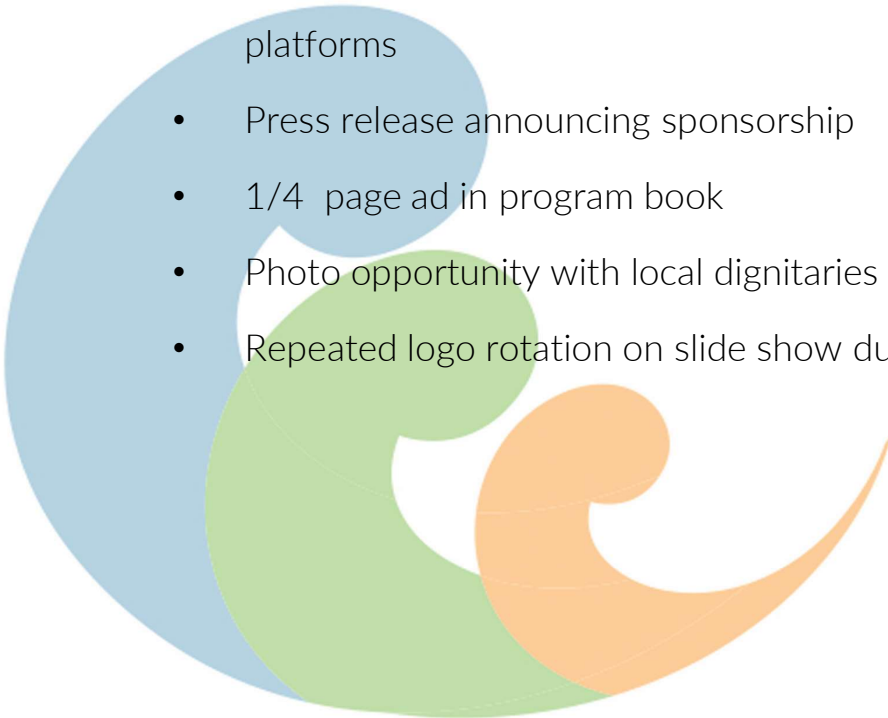 platforms
• Press release announcing sponsorship
• 1/4 page ad in program book
• Photo opportunity with local dignitaries
• Repeated logo rotation on slide show